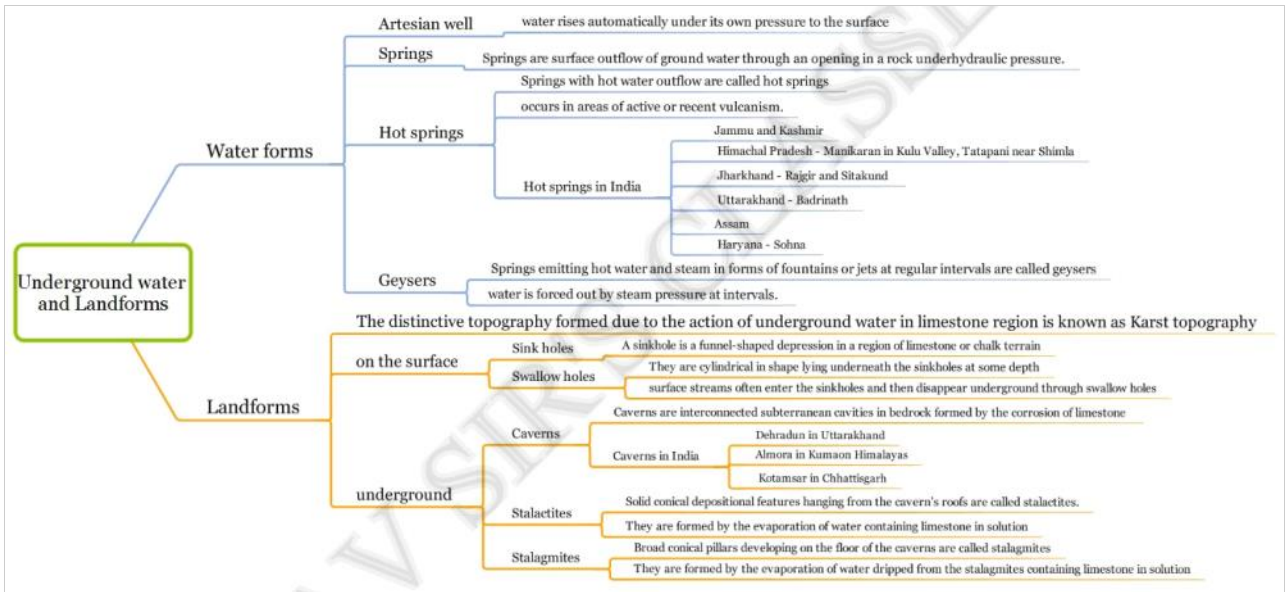 Underground water
and Landforms
Water forms
Artesian well
water rises automatically under its own pressure to the surface
Springs
Springs are surface outflow of ground water through an opening in a rock underhydraulic pressure.
Hot springs
Springs with hot water outflow are called hot springs
occurs in areas of active or recent vulcanism.
Hot springs in India
Jammu and Kashmir
Himachal Pradesh - Manikaran in Kulu Valley, Tatapani near Shimla
Jharkhand - Rajgir and Sitakund
Uttarakhand - Badrinath
Assam
Haryana - Sohna
Geysers
Springs emitting hot water and steam in forms of fountains or jets at regular intervals are called geysers
water is forced out by steam pressure at intervals.
Landforms
The distinctive topography formed due to the action of underground water in limestone region is known as Karst topography
on the surface
Sink holes
A sinkhole is a funnel-shaped depression in a region of limestone or chalk terrain
Swallow holes
They are cylindrical in shape lying underneath the sinkholes at some depth
surface streams often enter the sinkholes and then disappear underground through swallow holes
underground
Caverns
Caverns are interconnected subterranean cavities in bedrock formed by the corrosion of limestone
Caverns in India
Dehradun in Uttarakhand
Almora in Kumaon Himalayas
Kotamsar in Chhattisgarh
Stalactites
Solid conical depositional features hanging from the cavern's roofs are called stalactites.
They are formed by the evaporation of water containing limestone in solution
Stalagmites
Broad conical pillars developing on the floor of the caverns are called stalagmites
They are formed by the evaporation of water dripped from the stalagmites containing limestone in solution
V SIR'S CLASSE